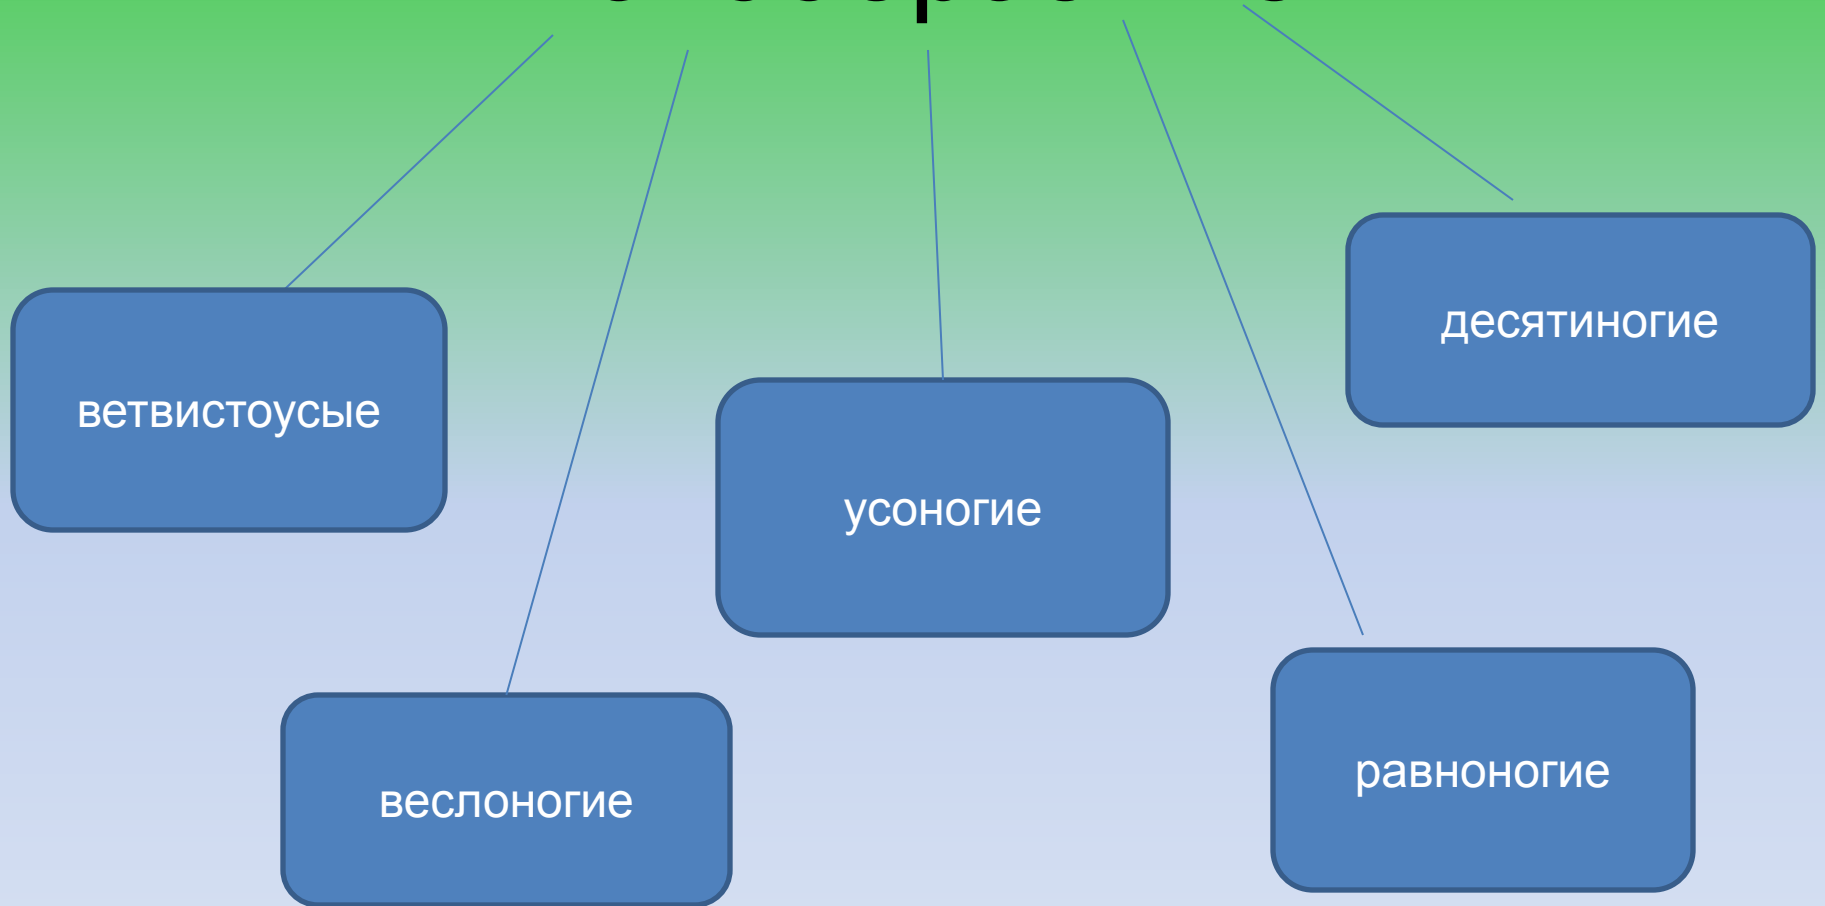 десятиногие
ветвистоусые
усоногие
равноногие
веслоногие